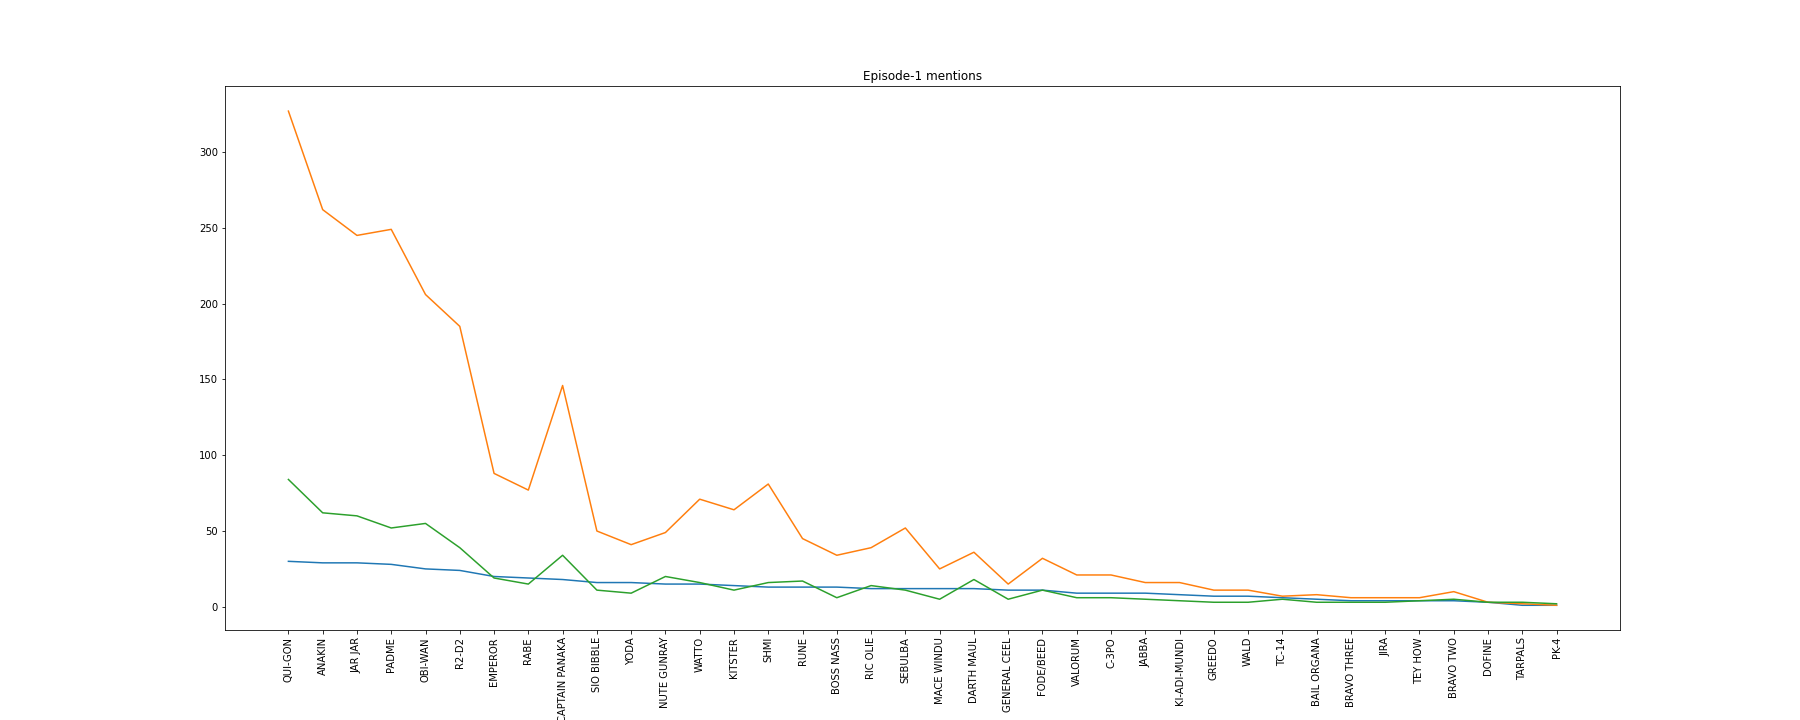 Episode-1 mentions
300
250
200
150
100
50
0
QUI-GON
ANAKIN
JAR JAR
PADME
OBI-WAN
R2-D2
EMPEROR
RABE
CAPTAIN PANAKA
SIO BIBBLE
YODA
NUTE GUNRAY
WATTO
KITSTER
SHMI
RUNE
BOSS NASS
RIC OLIE
SEBULBA
MACE WINDU
DARTH MAUL
GENERAL CEEL
FODE/BEED
VALORUM
C-3PO
JABBA
KI-ADI-MUNDI
GREEDO
WALD
TC-14
BAIL ORGANA
BRAVO THREE
JIRA
TEY HOW
BRAVO TWO
DOFINE
TARPALS
PK-4